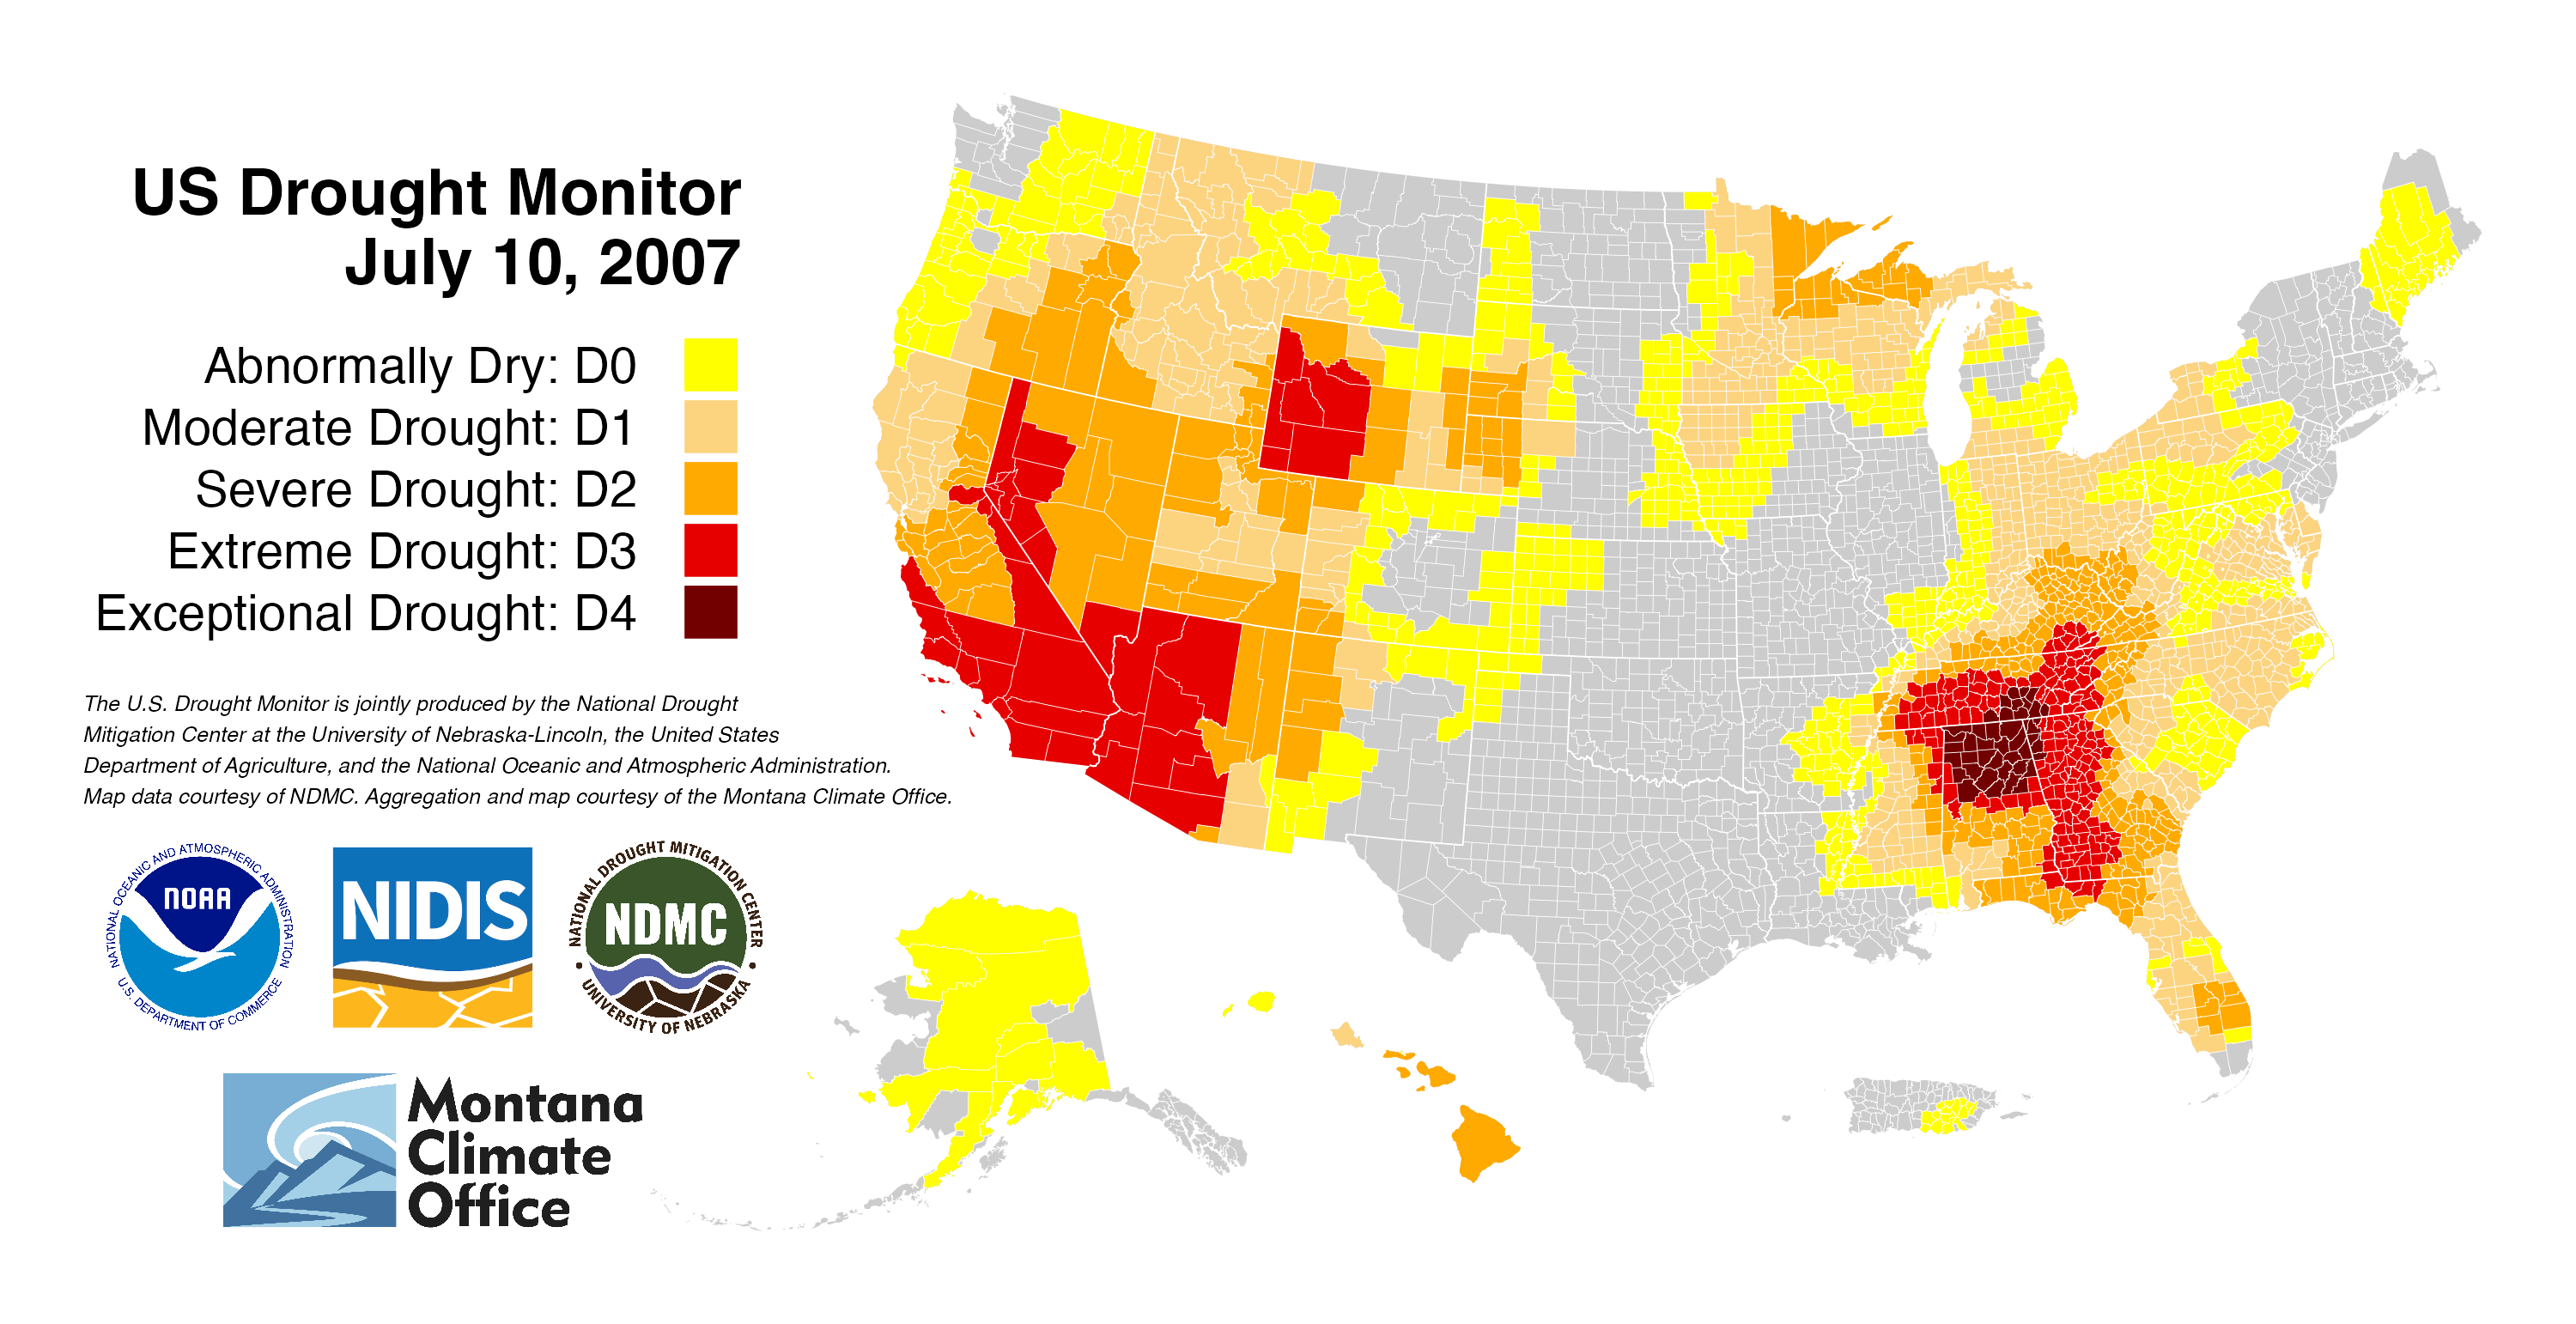 US Drought Monitor
July 10, 2007
Abnormally Dry: D0
Moderate Drought: D1
Severe Drought: D2
Extreme Drought: D3
Exceptional Drought: D4
The U.S. Drought Monitor is jointly produced by the National Drought
Mitigation Center at the University of Nebraska-Lincoln, the United States
Department of Agriculture, and the National Oceanic and Atmospheric Administration.
Map data courtesy of NDMC. Aggregation and map courtesy of the Montana Climate Office.
NATIONAL OCEANIC AND ATMOSPHERIC ADMINISTRATION
NOAA
U.S. DEPARTMENT OF COMMERCE
NIDIS
NATIONAL DROUGHT MITIGATION CENTER
NDMC
UNIVERSITY OF NEBRASKA
Montana
Climate
Office